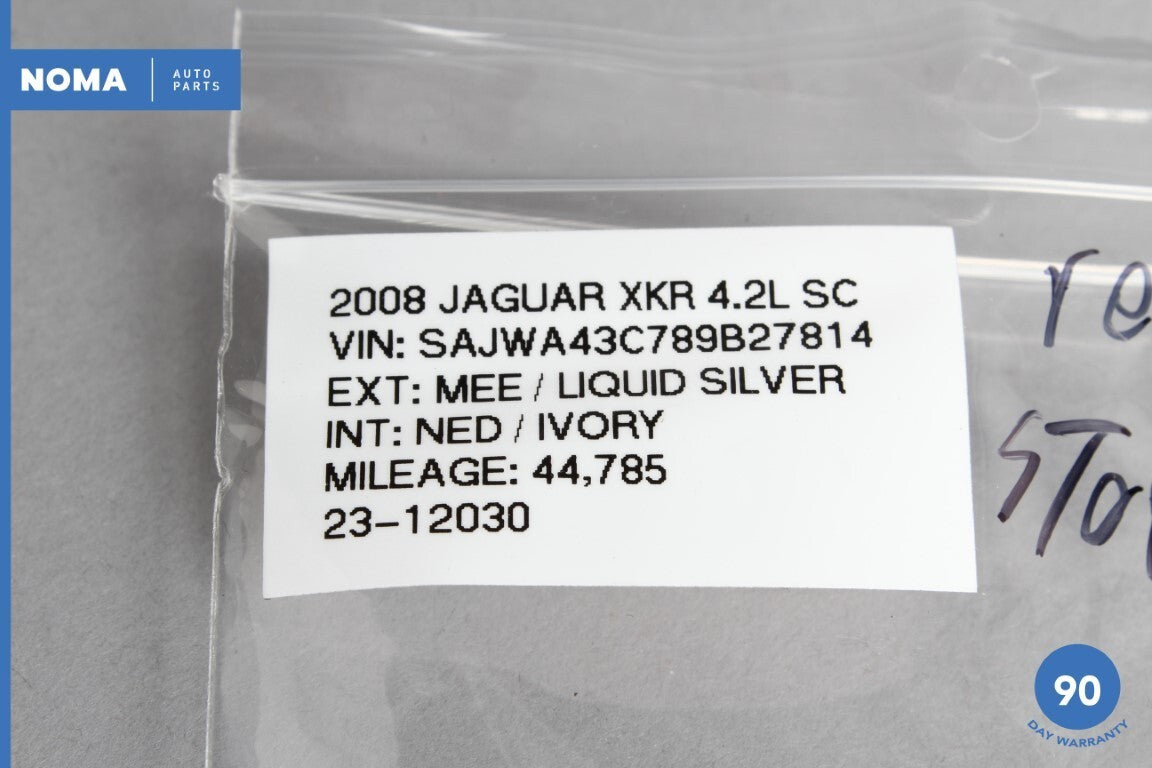 NOMA AUTO PARTS
2008 JAGUAR XKR 4.2L SC
VIN: SAJWA43C789B27814
EXT: MEE / LIQUID SILVER
INT: NED / IVORY
MILEAGE: 44,785
23-12030
re
90
DAY WARRANTY